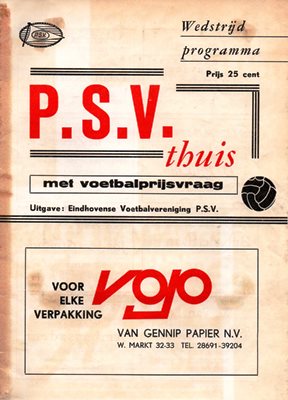 PSV
Wedstrijd
programma
Prijs 25 cent
P.S.V.
thuis
met voetbalprijsvraag
Uitgave: Eindhovense Voetbalvereniging P.S.V.
VOOR
ELKE
VERPAKKING
vgp
VAN GENNIP PAPIER N.V.
W. MARKT 32-33 TEL. 28691-39204